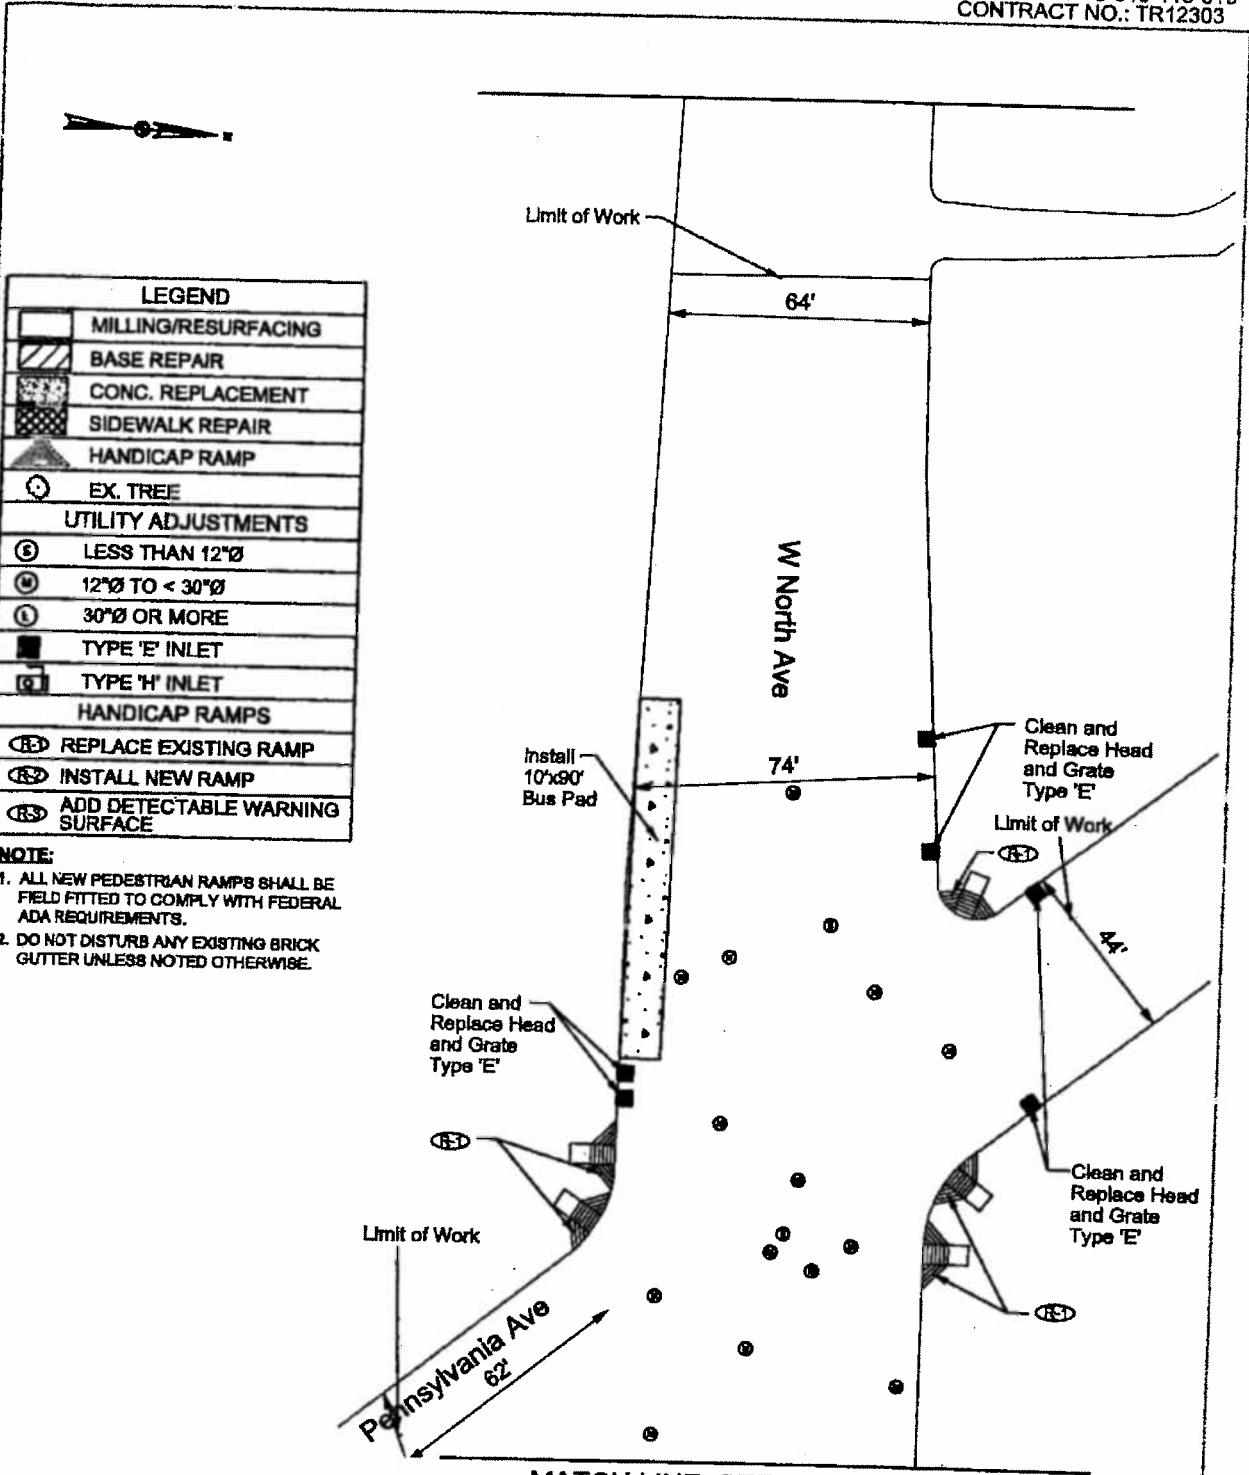 CONTRACT NO.: TR12303
Limit of Work
64'
LEGEND
MILLING/RESURFACING
BASE REPAIR
CONC. REPLACEMENT
SIDEWALK REPAIR
HANDICAP RAMP
EX. TREE
UTILITY ADJUSTMENTS
S LESS THAN 12"Ø
M 12"Ø TO < 30"Ø
L 30"Ø OR MORE
TYPE 'E' INLET
TYPE 'H' INLET
HANDICAP RAMPS
R-1 REPLACE EXISTING RAMP
R-2 INSTALL NEW RAMP
R-3 ADD DETECTABLE WARNING
SURFACE
NOTE:
1. ALL NEW PEDESTRIAN RAMPS SHALL BE
FIELD FITTED TO COMPLY WITH FEDERAL
ADA REQUIREMENTS.
2. DO NOT DISTURB ANY EXISTING BRICK
GUTTER UNLESS NOTED OTHERWISE.
W North Ave
Install
10'x90'
Bus Pad
74'
Clean and
Replace Head
and Grate
Type 'E'
Limit of Work
R-1
44'
Clean and
Replace Head
and Grate
Type 'E'
R-1
Clean and
Replace Head
and Grate
Type 'E'
R-1
Limit of Work
Pennsylvania Ave
62'